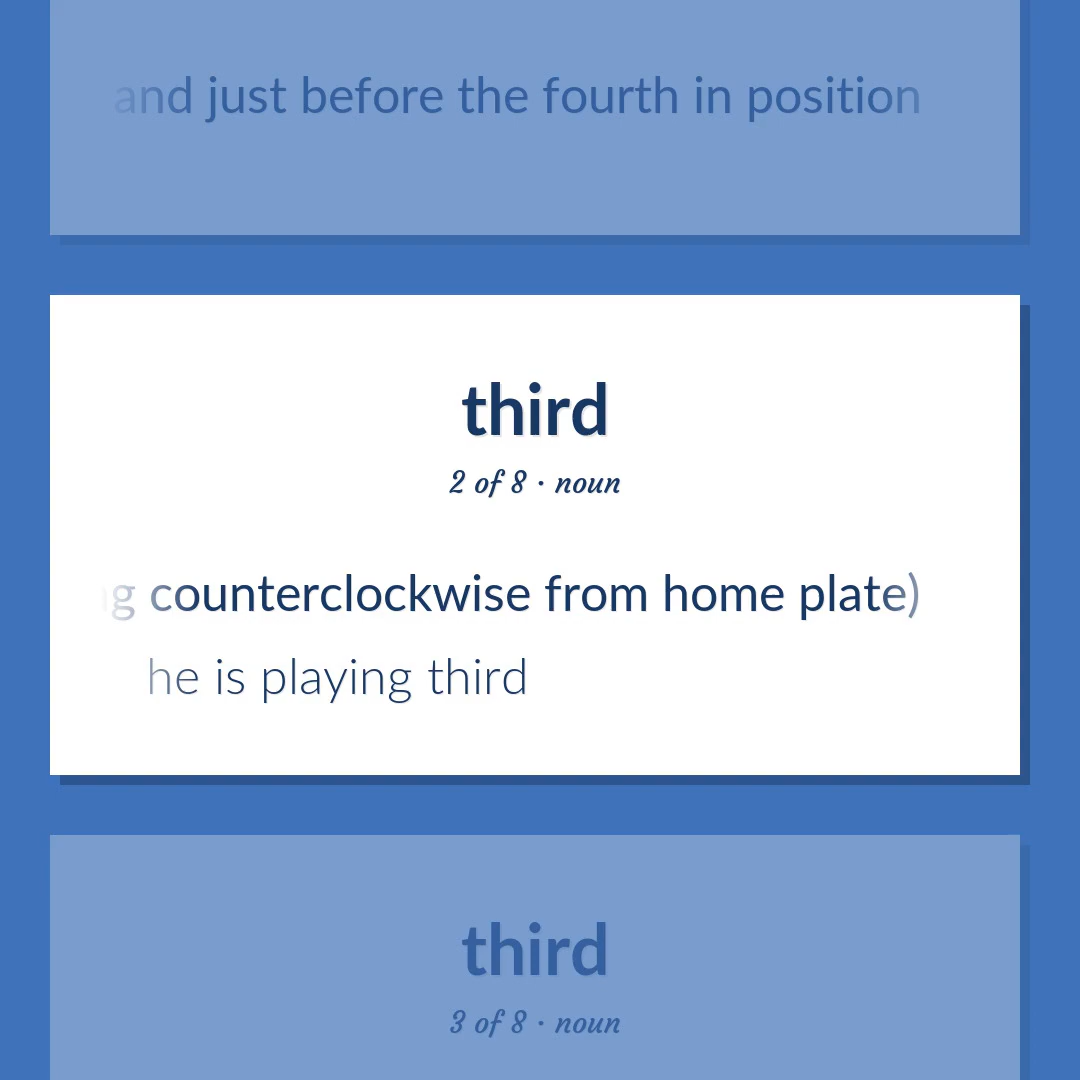 and just before the fourth in position
third
2 of 8 · noun
counterclockwise from home plate)
he is playing third
third
3 of 8 · noun